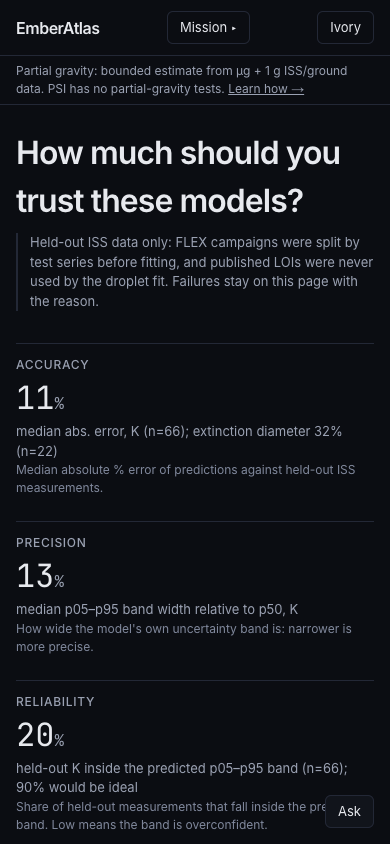 EmberAtlas
Mission ▸
Ivory
Partial gravity: bounded estimate from μg + 1 g ISS/ground
data. PSI has no partial-gravity tests. Learn how →
How much should you
trust these models?
Held-out ISS data only: FLEX campaigns were split by
test series before fitting, and published LOIs were never
used by the droplet fit. Failures stay on this page with
the reason.
ACCURACY
11%
median abs. error, K (n=66); extinction diameter 32%
(n=22)
Median absolute % error of predictions against held-out ISS
measurements.
PRECISION
13%
median p05–p95 band width relative to p50, K
How wide the model's own uncertainty band is: narrower is
more precise.
RELIABILITY
20%
held-out K inside the predicted p05–p95 band (n=66);
90% would be ideal
Share of held-out measurements that fall inside the
band. Low means the band is overconfident.
Ask